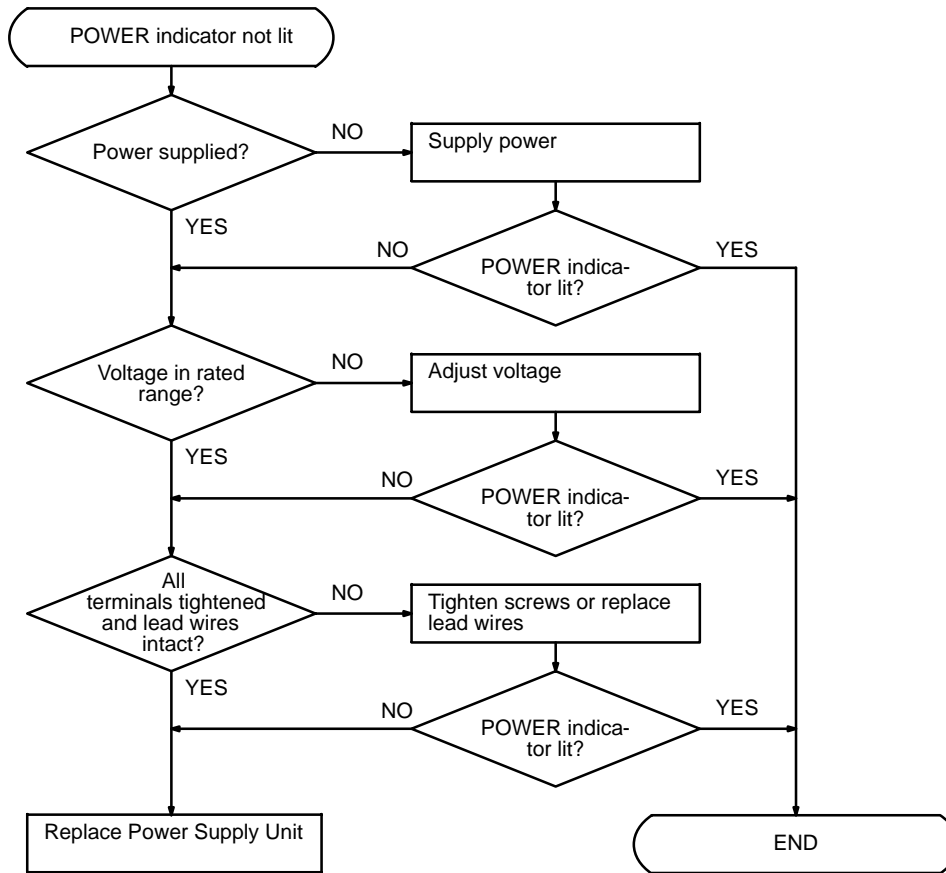 POWER indicator not lit
NO
Power supplied?
Supply power
YES
NO
YES
POWER indica-
tor lit?
NO
Voltage in rated
range?
Adjust voltage
YES
NO
YES
POWER indica-
tor lit?
All
terminals tightened
and lead wires
intact?
NO
Tighten screws or replace
lead wires
YES
NO
YES
POWER indica-
tor lit?
Replace Power Supply Unit
END